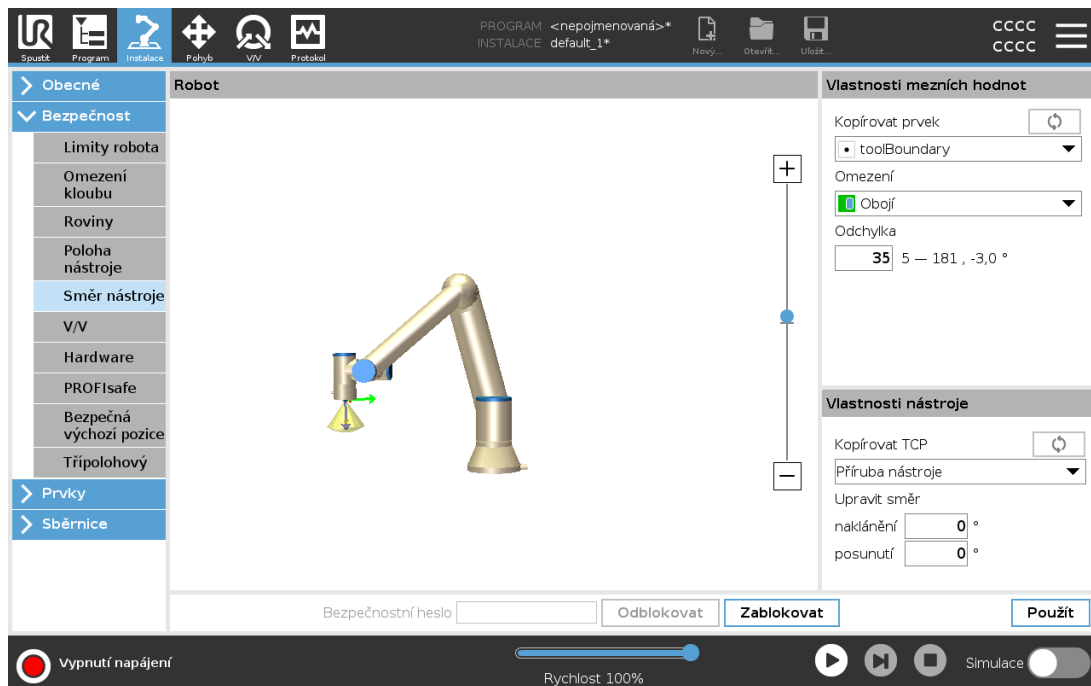 UR
Spustit
Program
Instalace
Pohyb
V/V
Protokol
PROGRAM <nepojmenovaná>*
INSTALACE default_1*
Nový...
Otevřít...
Uložit...
CCCC
CCCC
Obecné
Bezpečnost
Limity robota
Omezení
kloubu
Roviny
Poloha
nástroje
Směr nástroje
V/V
Hardware
PROFIsafe
Bezpečná
výchozí pozice
Třípolohový
Prvky
Sběrnice
Robot
Vlastnosti mezních hodnot
Kopírovat prvek
toolBoundary
Omezení
Obojí
Odchylka
35 5 — 181 , -3,0 °
Vlastnosti nástroje
Kopírovat TCP
Příruba nástroje
Upravit směr
naklánění 0 °
posunutí 0 °
Bezpečnostní heslo
Odblokovat
Zablokovat
Použít
Vypnutí napájení
Rychlost 100%
Simulace